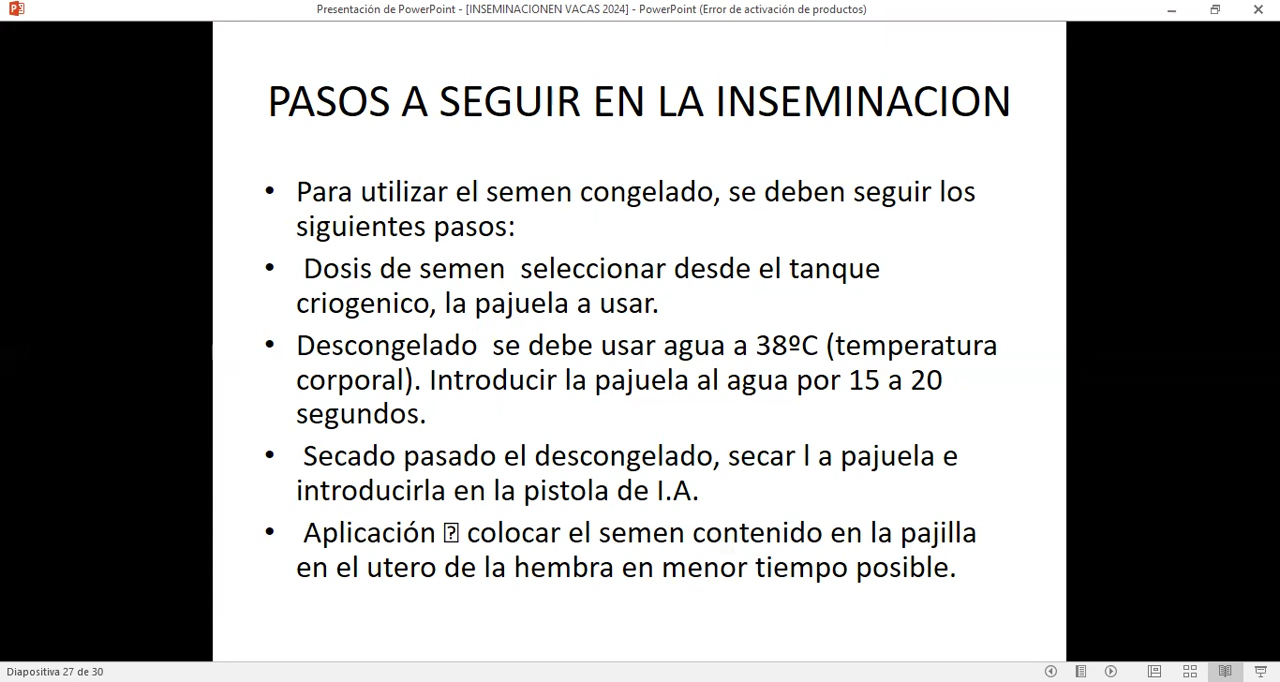 Presentación de PowerPoint - [INSEMINACIONEN VACAS 2024] - PowerPoint (Error de activación de productos)
PASOS A SEGUIR EN LA INSEMINACION
• Para utilizar el semen congelado, se deben seguir los
siguientes pasos:
• Dosis de semen  seleccionar desde el tanque
criogenico, la pajuela a usar.
• Descongelado  se debe usar agua a 38ºC (temperatura
corporal). Introducir la pajuela al agua por 15 a 20
segundos.
• Secado pasado el descongelado, secar l a pajuela e
introducirla en la pistola de I.A.
• Aplicación ⍰ colocar el semen contenido en la pajilla
en el utero de la hembra en menor tiempo posible.
Diapositiva 27 de 30